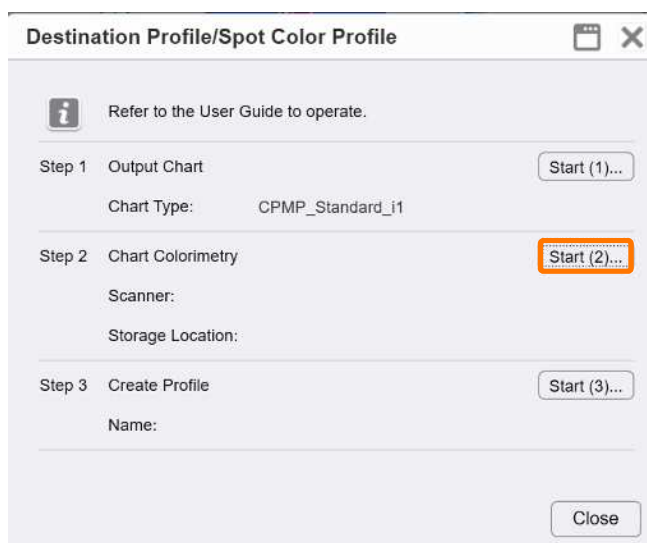 Destination Profile/Spot Color Profile
Refer to the User Guide to operate.
Step 1 Output Chart Start (1)...
Chart Type: CPMP_Standard_i1
Step 2 Chart Colorimetry Start (2)...
Scanner:
Storage Location:
Step 3 Create Profile Start (3)...
Name:
Close